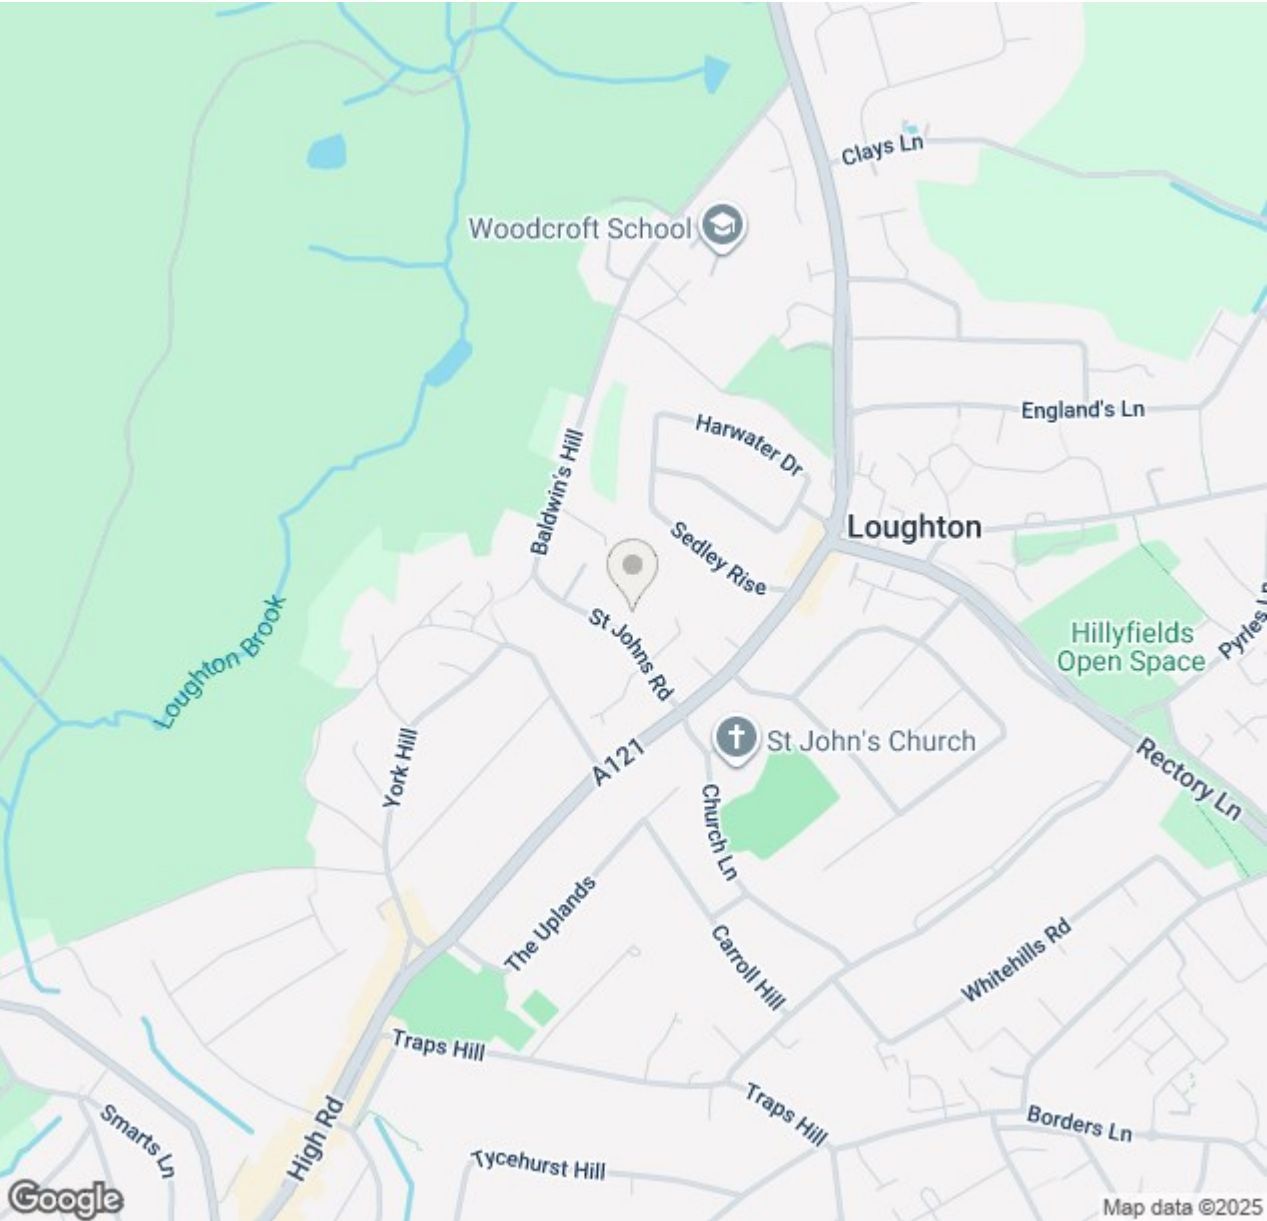 Clays Ln
Woodcroft School
England's Ln
Harwater Dr
Baldwin's Hill
Loughton
Sedley Rise
Loughton Brook
St Johns Rd
Hillyfields
Open Space
Pyrles Ln
York Hill
A121
St John's Church
Rectory Ln
Church Ln
The Uplands
Carroll Hill
Whitehills Rd
Traps Hill
Traps Hill
Smarts Ln
High Rd
Borders Ln
Tycehurst Hill
Google
Map data ©2025